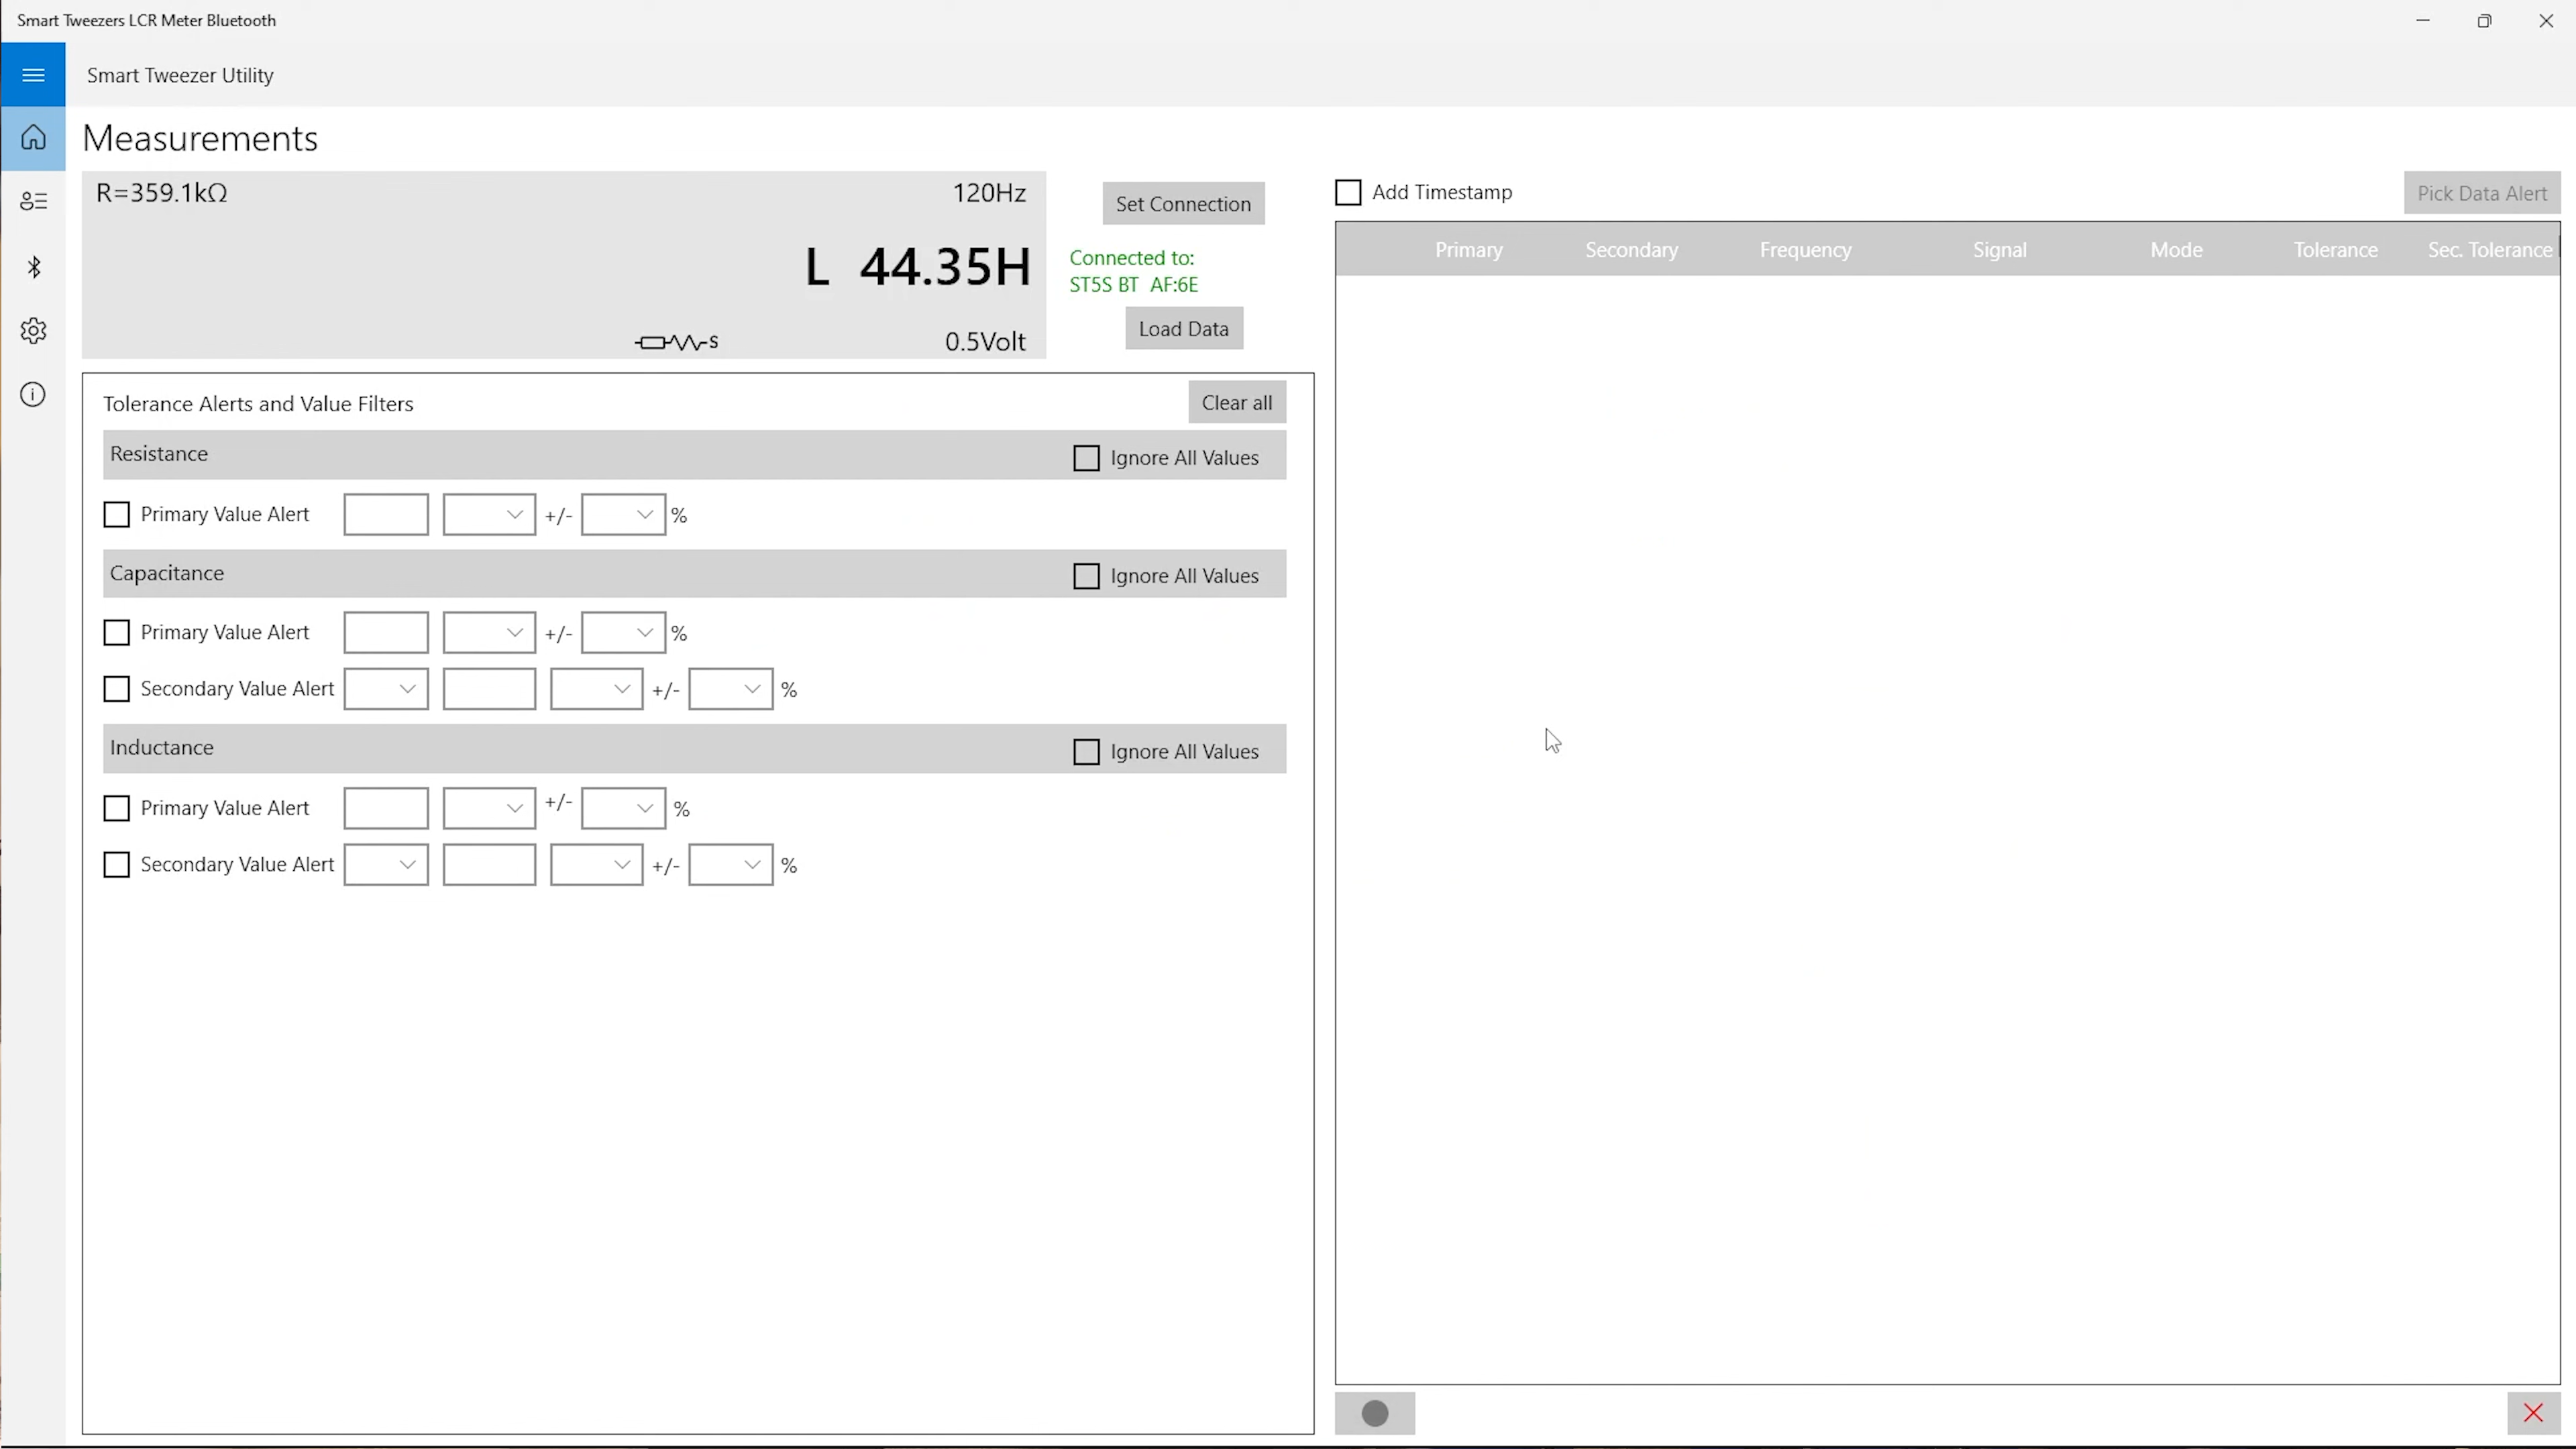 Smart Tweezers LCR Meter Bluetooth
Smart Tweezer Utility
Measurements
R=359.1kΩ 120Hz
L 44.35H
S 0.5Volt
Set Connection
Connected to:
ST5S BT AF:6E
Load Data
Tolerance Alerts and Value Filters Clear all
Resistance Ignore All Values
Primary Value Alert +/- %
Capacitance Ignore All Values
Primary Value Alert +/- %
Secondary Value Alert +/- %
Inductance Ignore All Values
Primary Value Alert +/- %
Secondary Value Alert +/- %
Add Timestamp Pick Data Alert
Primary Secondary Frequency Signal Mode Tolerance Sec. Tolerance